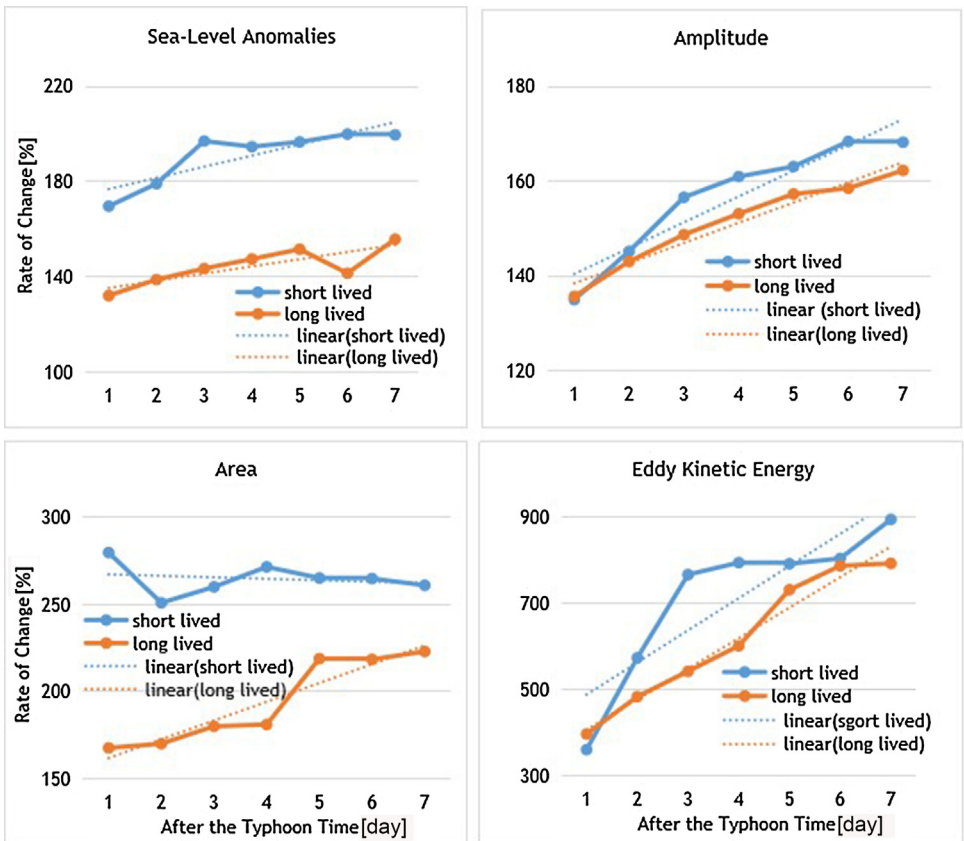 Sea-Level Anomalies
Rate of Change[%]
220
180
140
100
short lived
long lived
linear(short lived)
linear(long lived)
1 2 3 4 5 6 7
Amplitude
180
160
140
120
short lived
long lived
linear (short lived)
linear(long lived)
1 2 3 4 5 6 7
Area
Rate of Change[%]
300
250
200
150
short lived
long lived
linear(short lived)
linear(long lived)
1 2 3 4 5 6 7
After the Typhoon Time[day]
Eddy Kinetic Energy
900
700
500
300
short lived
long lived
linear(sgort lived)
linear(long lived)
1 2 3 4 5 6 7
After the Typhoon Time[day]